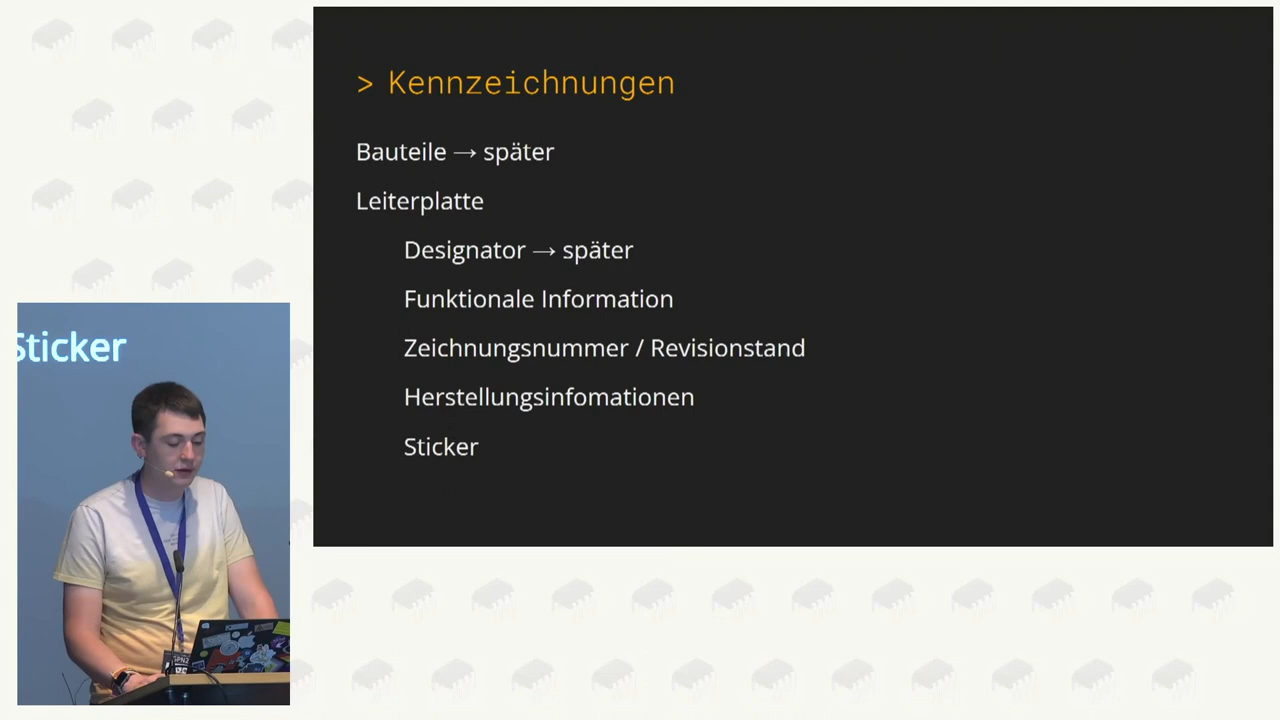 > Kennzeichnungen
Bauteile → später
Leiterplatte
Designator → später
Funktionale Information
Zeichnungsnummer / Revisionstand
Herstellungsinfomationen
Sticker
Sticker